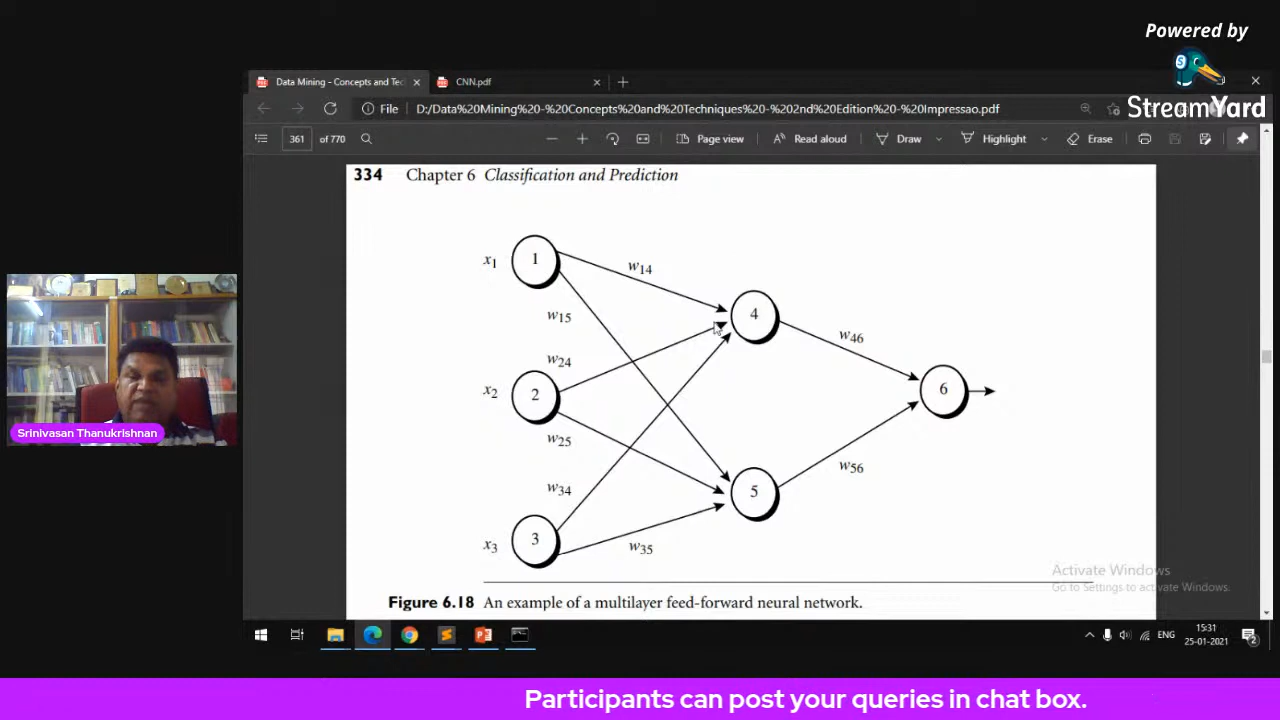 Powered by
StreamYard
Data Mining - Concepts and Tec
CNN.pdf
File
D:/Data%20Mining%20-%20Concepts%20and%20Techniques%20-%202nd%20Edition%20-%20Impressao.pdf
361 of 770
Page view
Read aloud
Draw
Highlight
Erase
334 Chapter 6 Classification and Prediction
x1 1 w14
w15
4
w24
w46
x2 2
6
w25
w56
w34
5
x3 3
w35
Figure 6.18 An example of a multilayer feed-forward neural network.
Activate Windows
Go to Settings to activate Windows.
Srinivasan Thanukrishnan
ENG
15:31
25-01-2021
2
Participants can post your queries in chat box.